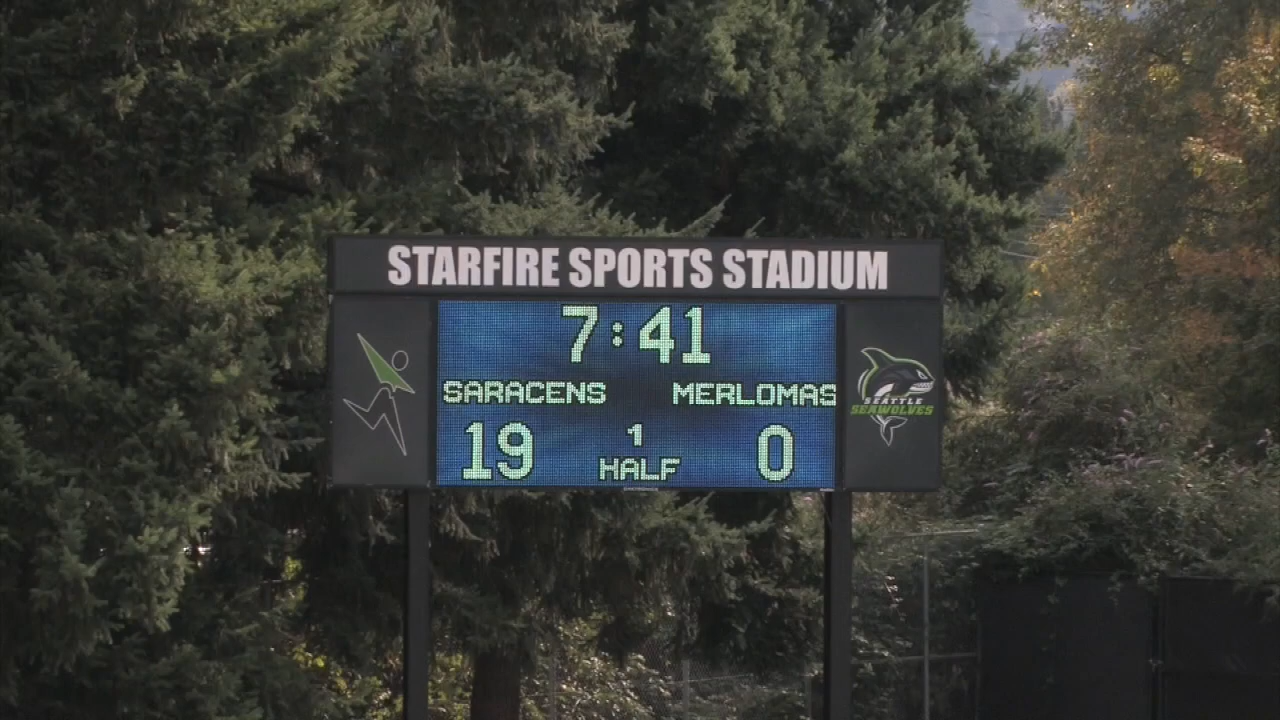 STARFIRE SPORTS STADIUM
7:41
SARACENS MERLOMAS
19 1 0
HALF
SEATTLE
SEAWOLVES